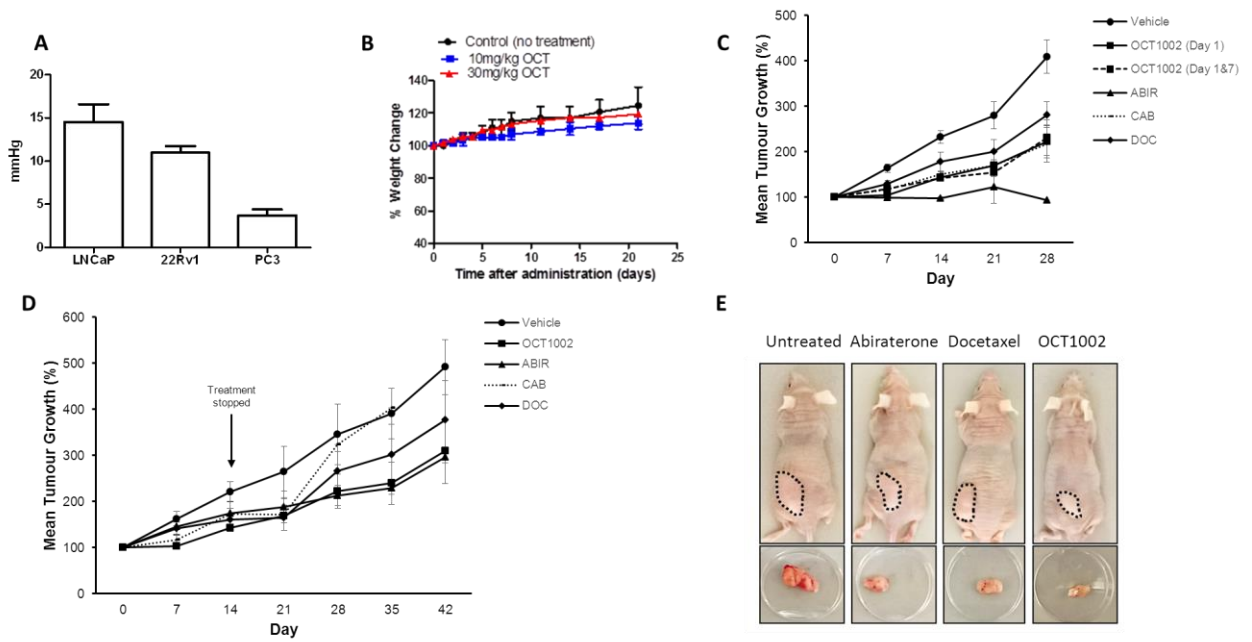 A
20
15
10
5
0
mmHg
LNCaP
22Rv1
PC3
B
Control (no treatment)
10mg/kg OCT
30mg/kg OCT
140
120
100
80
60
40
% Weight Change
0
5
10
15
20
25
Time after administration (days)
C
500
400
300
200
100
0
Mean Tumour Growth (%)
0
7
14
21
28
Day
Vehicle
OCT1002 (Day 1)
OCT1002 (Day 1&7)
ABIR
CAB
DOC
D
600
500
400
300
200
100
0
Mean Tumour Growth (%)
Treatment
stopped
0
7
14
21
28
35
42
Day
Vehicle
OCT1002
ABIR
CAB
DOC
E
Untreated
Abiraterone
Docetaxel
OCT1002